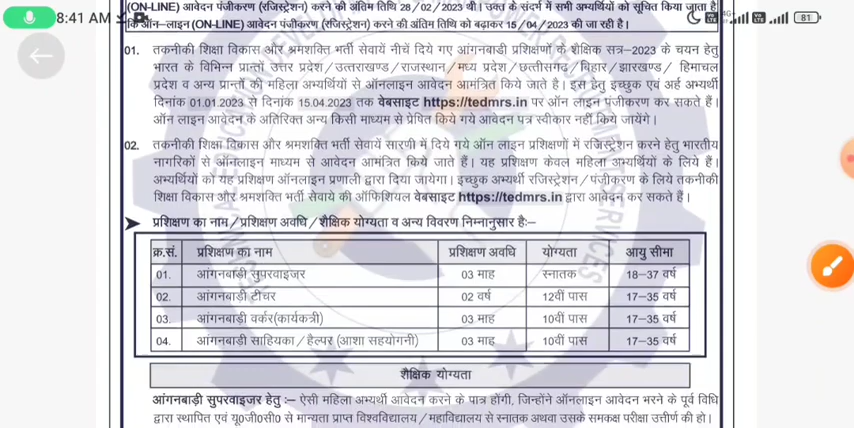 (ON-LINE) आवेदन पंजीकरण (रजिस्ट्रेशन) करने की अंतिम तिथि 28/02/2023 थी। उक्त के संदर्भ में सभी अभ्यर्थियों को सूचित किया जाता है
8:41 AM
कि ऑन–लाइन (ON-LINE) आवेदन पंजीकरण (रजिस्ट्रेशन) करने की अंतिम तिथि को बढ़ाकर 15/04/2023 की जा रही है।
4G
81
01. तकनीकी शिक्षा विकास और श्रमशक्ति भर्ती सेवायें नीचें दिये गए आंगनबाडी प्रशिक्षणों के शैक्षिक सत्र–2023 के चयन हेतु
भारत के विभिन्न प्रान्तों उत्तर प्रदेश/उत्तराखण्ड/राजस्थान/मध्य प्रदेश/छत्तीसगढ/बिहार/झारखण्ड/हिमाचल
प्रदेश व अन्य प्रान्तों की महिला अभ्यर्थियों से ऑनलाइन आवेदन आमंत्रित किये जाते है। इस हेतु इच्छुक एवं अर्ह अभ्यर्थी
दिनांक 01.01.2023 से दिनांक 15.04.2023 तक वेबसाइट https://tedmrs.in पर ऑन लाइन पंजीकरण कर सकते हैं।
ऑन लाइन आवेदन के अतिरिक्त अन्य किसी माध्यम से प्रेषित किये गये आवेदन पत्र स्वीकार नहीं किये जायेंगे।
02. तकनीकी शिक्षा विकास और श्रमशक्ति भर्ती सेवायें सारणी में दिये गये ऑन लाइन प्रशिक्षणों में रजिस्ट्रेशन करने हेतु भारतीय
नागरिकों से ऑनलाइन माध्यम से आवेदन आमंत्रित किये जाते हैं। यह प्रशिक्षण केवल महिला अभ्यर्थियों के लिये हैं।
अभ्यर्थियों को यह प्रशिक्षण ऑनलाइन प्रणाली द्वारा दिया जायेगा। इच्छुक अभ्यर्थी रजिस्ट्रेशन/पंजीकरण के लिये तकनीकी
शिक्षा विकास और श्रमशक्ति भर्ती सेवाये की ऑफिशियल वेबसाइट https://tedmrs.in द्वारा आवेदन कर सकते हैं।
प्रशिक्षण का नाम/प्रशिक्षण अवधि/शैक्षिक योग्यता व अन्य विवरण निम्नानुसार है:–
क्र.सं. प्रशिक्षण का नाम प्रशिक्षण अवधि योग्यता आयु सीमा
01. आंगनबाड़ी सुपरवाइजर 03 माह स्नातक 18–37 वर्ष
02. आंगनबाड़ी टीचर 02 वर्ष 12वीं पास 17–35 वर्ष
03. आंगनबाड़ी वर्कर(कार्यकत्री) 03 माह 10वीं पास 17–35 वर्ष
04. आंगनबाडी साहियका/हैल्पर (आशा सहयोगनी) 03 माह 10वीं पास 17–35 वर्ष
शैक्षिक योग्यता
आंगनबाड़ी सुपरवाइजर हेतु :– ऐसी महिला अभ्यर्थी आवेदन करने के पात्र होंगी, जिन्होंने ऑनलाइन आवेदन भरने के पूर्व विधि
द्वारा स्थापित एवं यू0जी0सी0 से मान्यता प्राप्त विश्वविद्यालय/महाविद्यालय से स्नातक अथवा उसके समकक्ष परीक्षा उत्तीर्ण की हो।